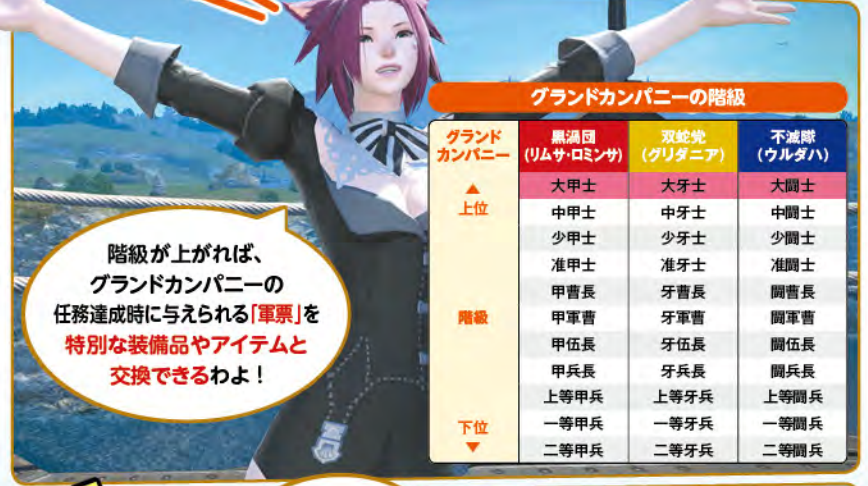 グランドカンパニーの階級
グランド
カンパニー
黒渦団
(リムサ・ロミンサ)
双蛇党
(グリダニア)
不滅隊
(ウルダハ)
▲
上位
階級
下位
▼
大甲士 大牙士 大闘士
中甲士 中牙士 中闘士
少甲士 少牙士 少闘士
准甲士 准牙士 准闘士
甲曹長 牙曹長 闘曹長
甲軍曹 牙軍曹 闘軍曹
甲伍長 牙伍長 闘伍長
甲兵長 牙兵長 闘兵長
上等甲兵 上等牙兵 上等闘兵
一等甲兵 一等牙兵 一等闘兵
二等甲兵 二等牙兵 二等闘兵
階級が上がれば、
グランドカンパニーの
任務達成時に与えられる「軍票」を
特別な装備品やアイテムと
交換できるわよ！